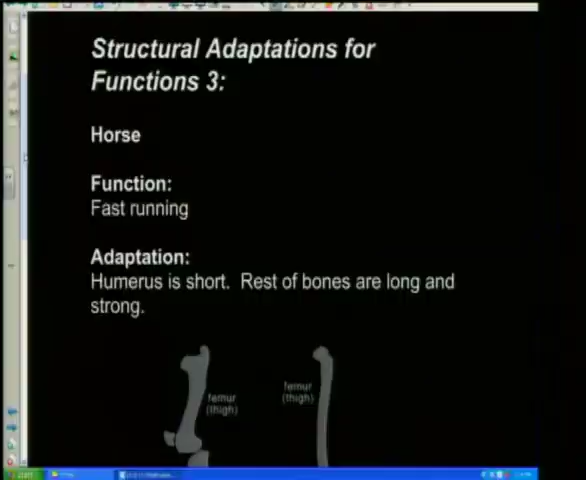 Structural Adaptations for
Functions 3:
Horse
Function:
Fast running
Adaptation:
Humerus is short. Rest of bones are long and
strong.
femur
(thigh)
femur
(thigh)